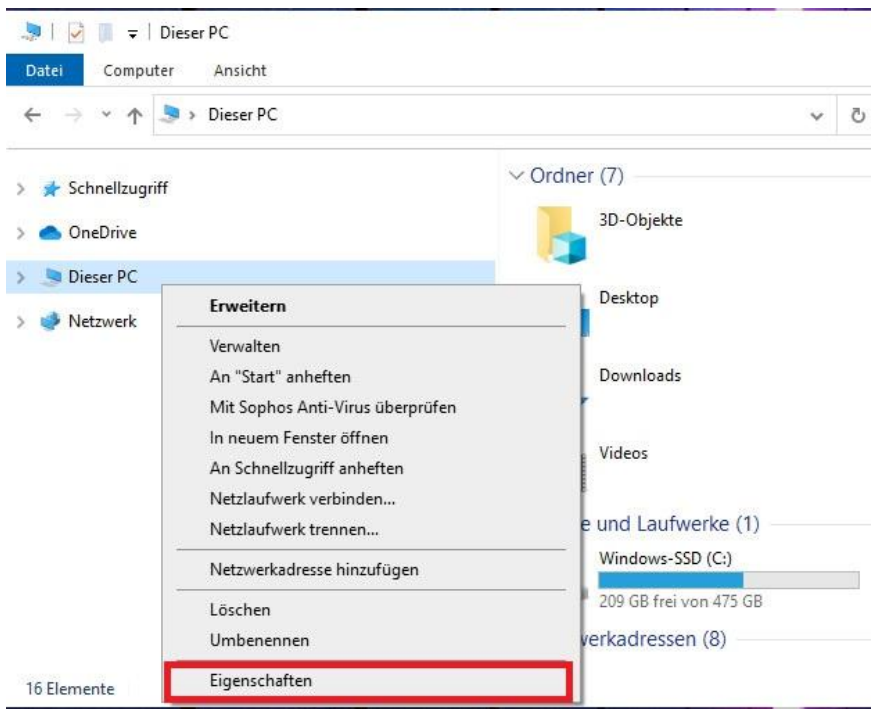 Dieser PC
Datei Computer Ansicht
Dieser PC
Schnellzugriff
OneDrive
Dieser PC
Netzwerk
Erweitern
Verwalten
An "Start" anheften
Mit Sophos Anti-Virus überprüfen
In neuem Fenster öffnen
An Schnellzugriff anheften
Netzlaufwerk verbinden...
Netzlaufwerk trennen...
Netzwerkadresse hinzufügen
Löschen
Umbenennen
Eigenschaften
Ordner (7)
3D-Objekte
Desktop
Downloads
Videos
e und Laufwerke (1)
Windows-SSD (C:)
209 GB frei von 475 GB
verkadressen (8)
16 Elemente